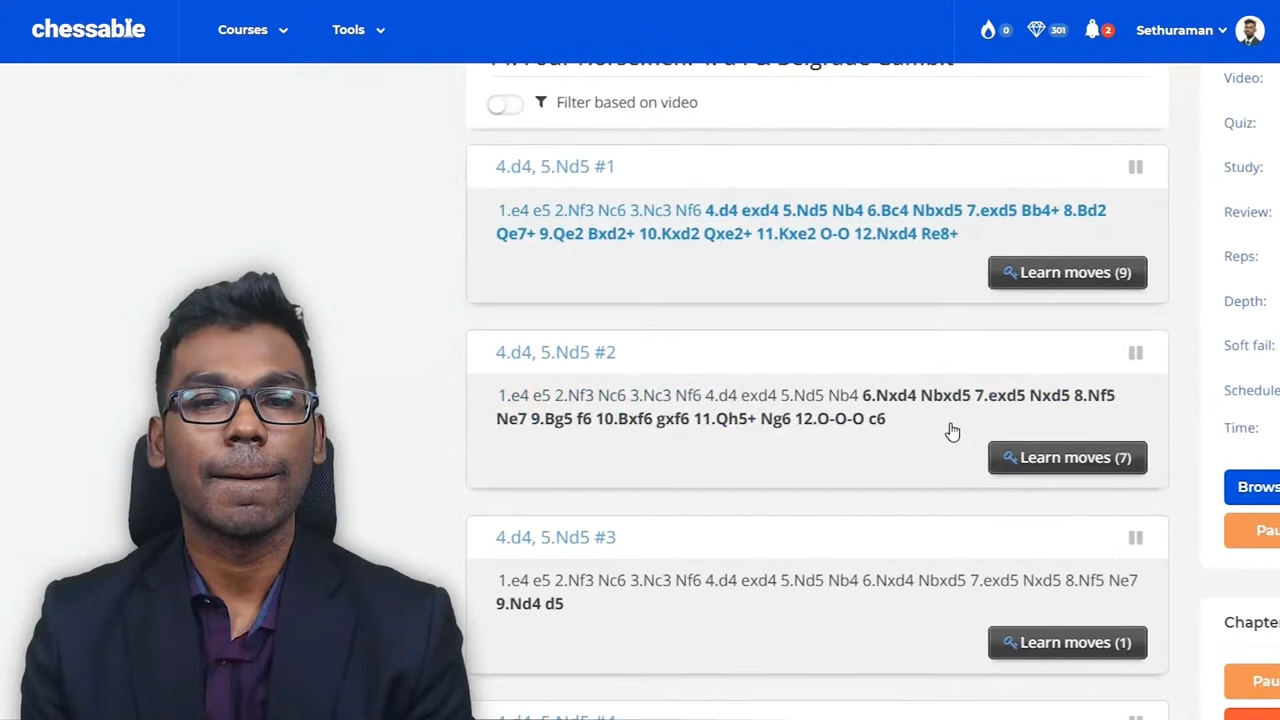 chessable
Courses
Tools
0
301
2
Sethuraman
Filter based on video
Video:
Quiz:
Study:
Review:
Reps:
Depth:
Soft fail:
Schedule
Time:
4.d4, 5.Nd5 #1
1.e4 e5 2.Nf3 Nc6 3.Nc3 Nf6 4.d4 exd4 5.Nd5 Nb4 6.Bc4 Nbxd5 7.exd5 Bb4+ 8.Bd2
Qe7+ 9.Qe2 Bxd2+ 10.Kxd2 Qxe2+ 11.Kxe2 O-O 12.Nxd4 Re8+
Learn moves (9)
4.d4, 5.Nd5 #2
1.e4 e5 2.Nf3 Nc6 3.Nc3 Nf6 4.d4 exd4 5.Nd5 Nb4 6.Nxd4 Nbxd5 7.exd5 Nxd5 8.Nf5
Ne7 9.Bg5 f6 10.Bxf6 gxf6 11.Qh5+ Ng6 12.O-O-O c6
Learn moves (7)
Brows
Pau
4.d4, 5.Nd5 #3
1.e4 e5 2.Nf3 Nc6 3.Nc3 Nf6 4.d4 exd4 5.Nd5 Nb4 6.Nxd4 Nbxd5 7.exd5 Nxd5 8.Nf5 Ne7
9.Nd4 d5
Learn moves (1)
Chapte
Pau